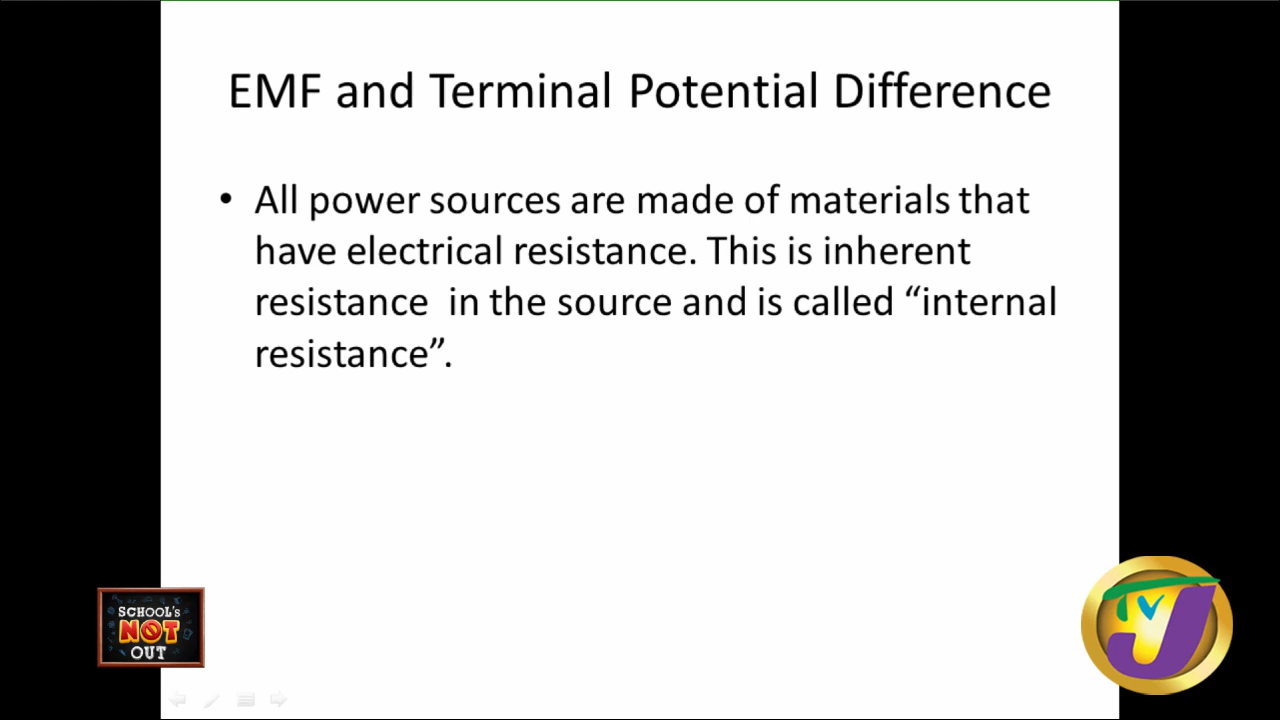 EMF and Terminal Potential Difference
• All power sources are made of materials that
have electrical resistance. This is inherent
resistance  in the source and is called “internal
resistance”.
SCHOOL's
NOT
OUT
TVJ